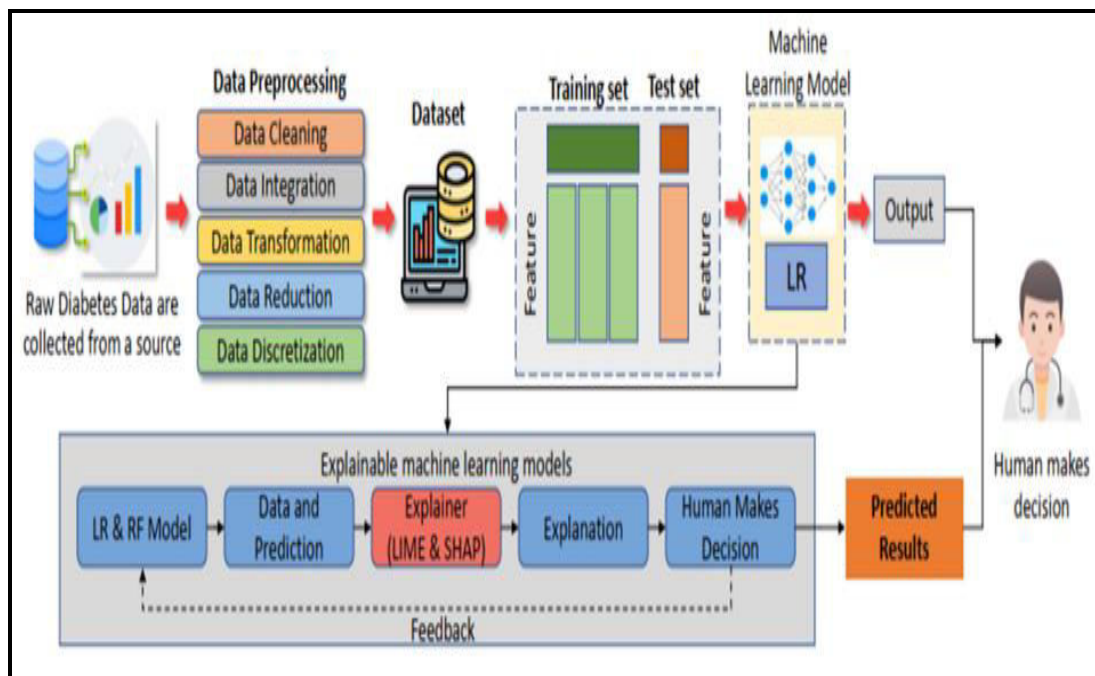 Data Preprocessing
Data Cleaning
Data Integration
Data Transformation
Data Reduction
Data Discretization
Raw Diabetes Data are
collected from a source
Dataset
Training set
Test set
Feature
Feature
Machine
Learning Model
LR
Output
Human makes
decision
Explainable machine learning models
LR & RF Model
Data and
Prediction
Explainer
(LIME & SHAP)
Explanation
Human Makes
Decision
Feedback
Predicted
Results